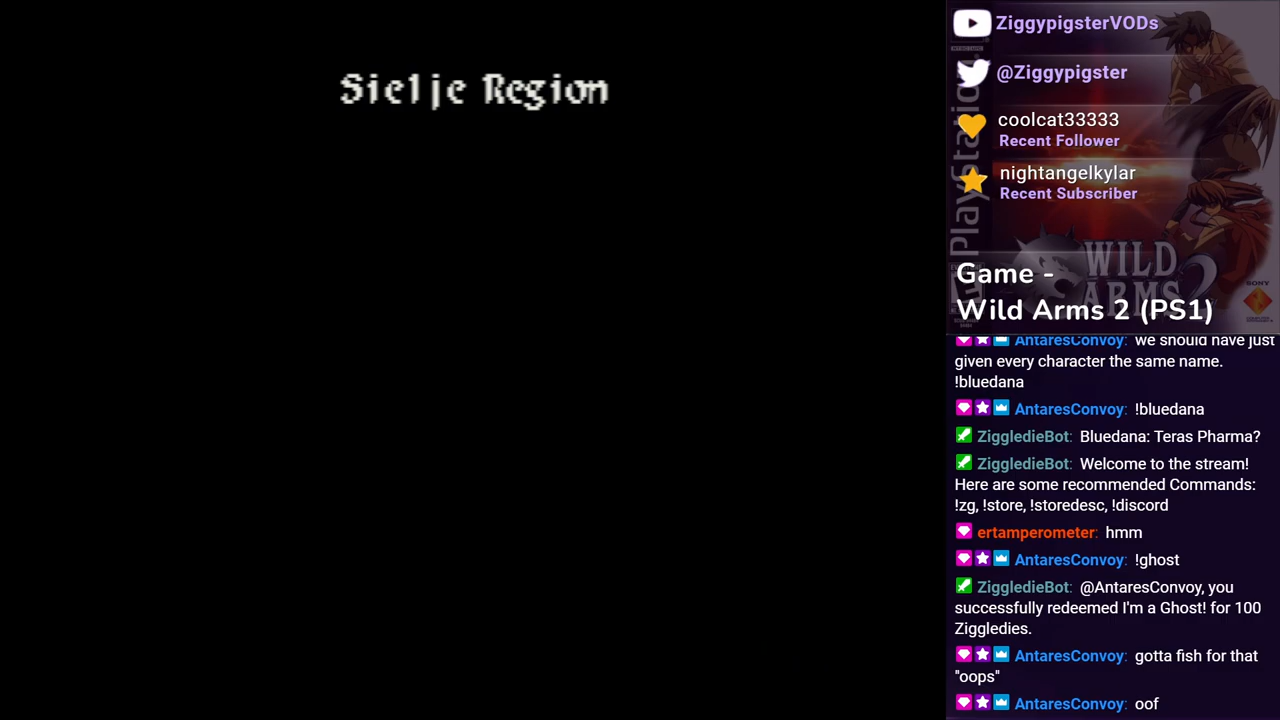 Sielje Region
ZiggypigsterVODs
@Ziggypigster
coolcat33333
Recent Follower
nightangelkylar
Recent Subscriber
PlayStation
WILD
ARMS 2
SONY
Game -
Wild Arms 2 (PS1)
AntaresConvoy: we should have just
given every character the same name.
!bluedana
AntaresConvoy: !bluedana
ZiggledieBot: Bluedana: Teras Pharma?
ZiggledieBot: Welcome to the stream!
Here are some recommended Commands:
!zg, !store, !storedesc, !discord
ertamperometer: hmm
AntaresConvoy: !ghost
ZiggledieBot: @AntaresConvoy, you
successfully redeemed I'm a Ghost! for 100
Ziggledies.
AntaresConvoy: gotta fish for that
"oops"
AntaresConvoy: oof